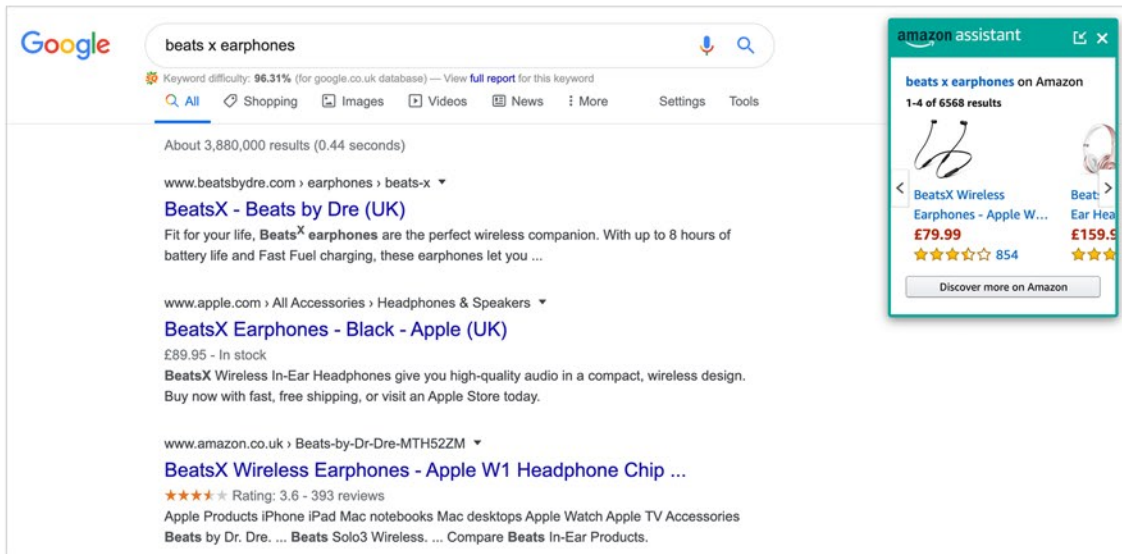 Google
beats x earphones
Keyword difficulty: 96.31% (for google.co.uk database) — View full report for this keyword
All Shopping Images Videos News More Settings Tools
About 3,880,000 results (0.44 seconds)
www.beatsbydre.com › earphones › beats-x
BeatsX - Beats by Dre (UK)
Fit for your life, BeatsX earphones are the perfect wireless companion. With up to 8 hours of
battery life and Fast Fuel charging, these earphones let you ...
www.apple.com › All Accessories › Headphones & Speakers
BeatsX Earphones - Black - Apple (UK)
£89.95 - In stock
BeatsX Wireless In-Ear Headphones give you high-quality audio in a compact, wireless design.
Buy now with fast, free shipping, or visit an Apple Store today.
www.amazon.co.uk › Beats-by-Dr-Dre-MTH52ZM
BeatsX Wireless Earphones - Apple W1 Headphone Chip ...
Rating: 3.6 - 393 reviews
Apple Products iPhone iPad Mac notebooks Mac desktops Apple Watch Apple TV Accessories
Beats by Dr. Dre. ... Beats Solo3 Wireless. ... Compare Beats In-Ear Products.
amazon assistant
beats x earphones on Amazon
1-4 of 6568 results
BeatsX Wireless
Earphones - Apple W...
£79.99
854
Beat
Ear Hea
£159.9
Discover more on Amazon